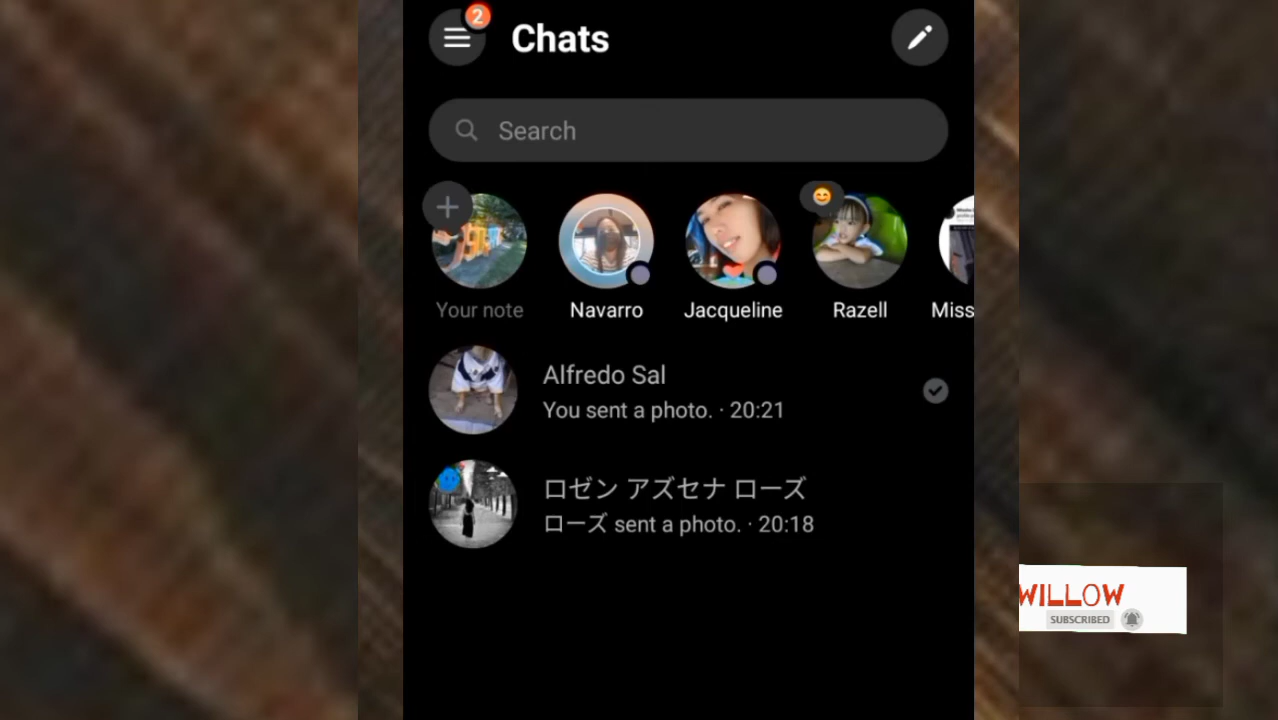 2
Chats
Search
Your note
Navarro
Jacqueline
Razell
Miss
Alfredo Sal
You sent a photo. · 20:21
ロゼン アズセナ ローズ
ローズ sent a photo. · 20:18
WILLOW
SUBSCRIBED